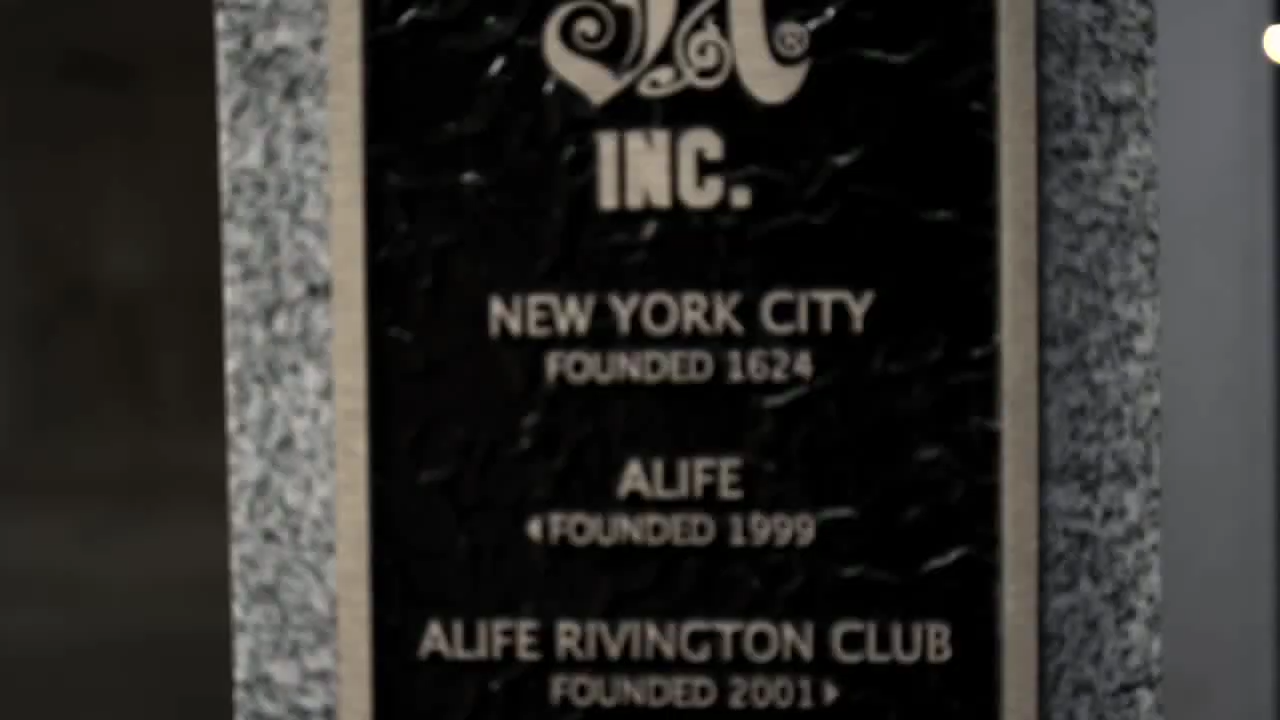 INC.
NEW YORK CITY
FOUNDED 1624
ALIFE
FOUNDED 1999
ALIFE RIVINGTON CLUB
FOUNDED 2001